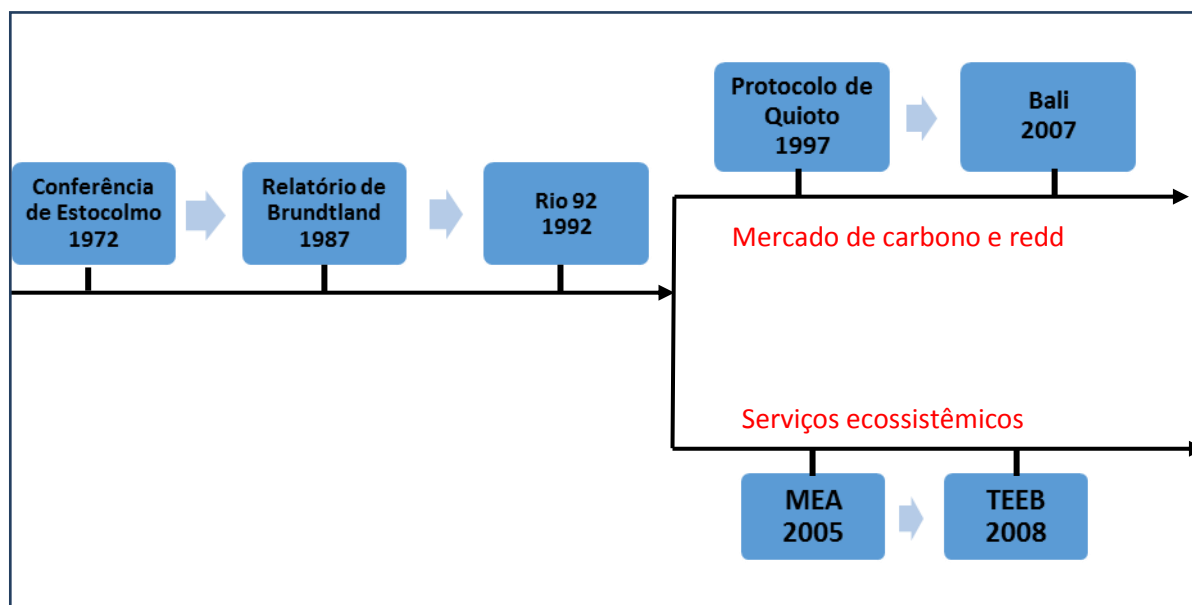 Conferência
de Estocolmo
1972
Relatório de
Brundtland
1987
Rio 92
1992
Protocolo de
Quioto
1997
Bali
2007
Mercado de carbono e redd
Serviços ecossistêmicos
MEA
2005
TEEB
2008